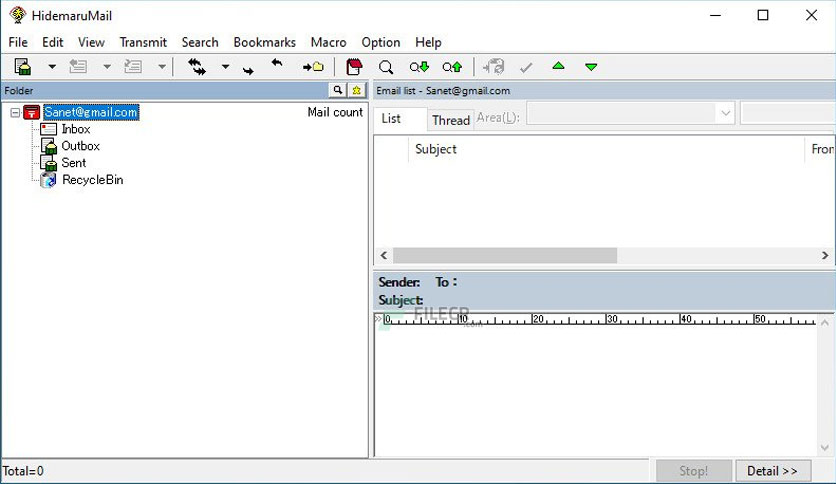 HidemaruMail
File Edit View Transmit Search Bookmarks Macro Option Help
Folder
Sanet@gmail.com Mail count
Inbox
Outbox
Sent
RecycleBin
Email list - Sanet@gmail.com
List Thread Area(L):
Subject From
Sender: To :
Subject:
FILECR
.com
0 10 20 30 40 50
Total=0 Stop! Detail >>